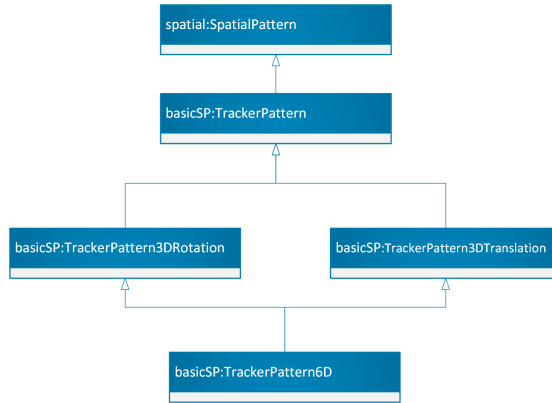 spatial:SpatialPattern
basicSP:TrackerPattern
basicSP:TrackerPattern3DRotation
basicSP:TrackerPattern3DTranslation
basicSP:TrackerPattern6D